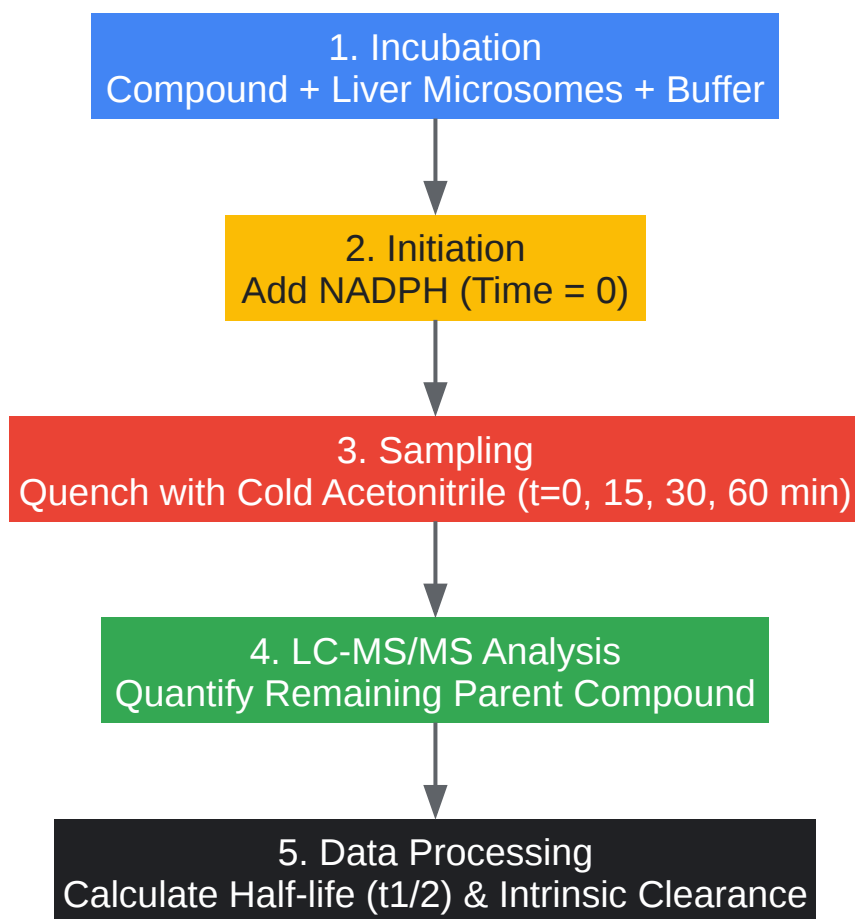 1. Incubation
Compound + Liver Microsomes + Buffer
2. Initiation
Add NADPH (Time = 0)
3. Sampling
Quench with Cold Acetonitrile (t=0, 15, 30, 60 min)
4. LC-MS/MS Analysis
Quantify Remaining Parent Compound
5. Data Processing
Calculate Half-life (t1/2) & Intrinsic Clearance